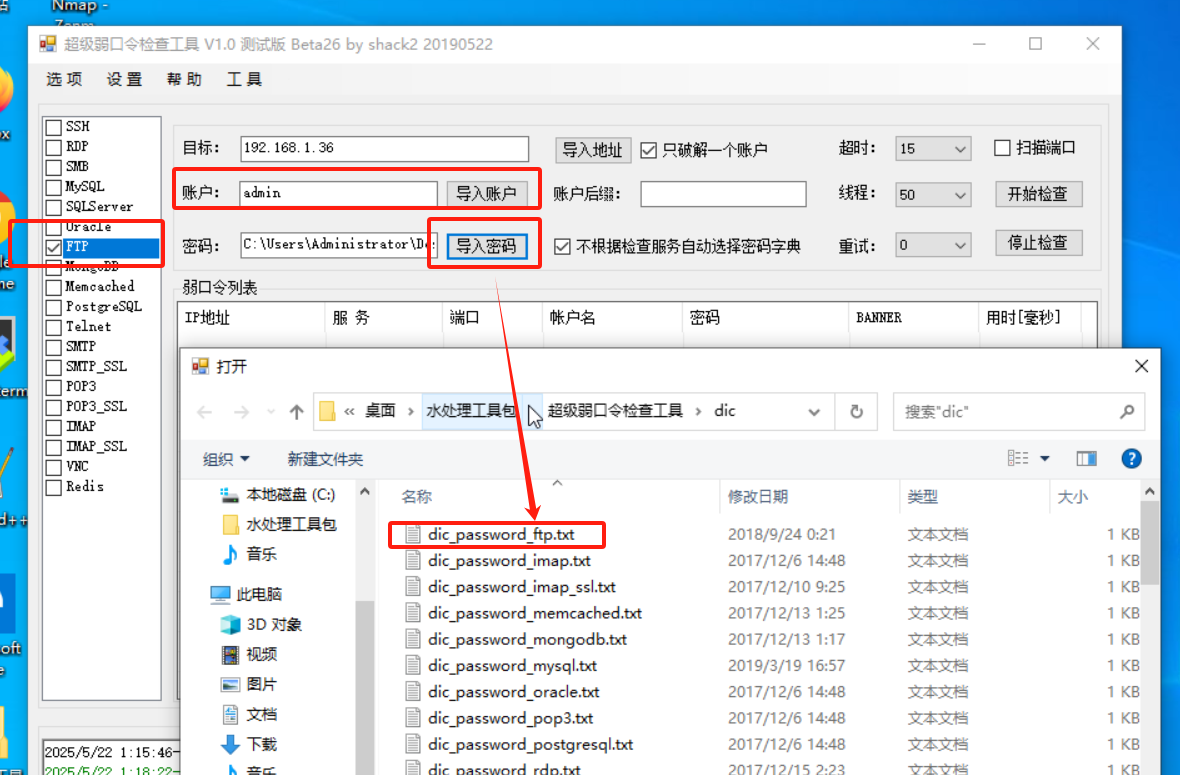 Nmap -
Zenm
超级弱口令检查工具 V1.0 测试版 Beta26 by shack2 20190522
选项 设置 帮助 工具
SSH
RDP
SMB
MySQL
SQLServer
Oracle
FTP
MongoDB
Memcached
PostgreSQL
Telnet
SMTP
SMTP_SSL
POP3
POP3_SSL
IMAP
IMAP_SSL
VNC
Redis
目标: 192.168.1.36 导入地址 只破解一个账户 超时: 15 扫描端口
账户: admin 导入账户 账户后缀: 线程: 50 开始检查
密码: C:\Users\Administrator\De 导入密码 不根据检查服务自动选择密码字典 重试: 0 停止检查
弱口令列表
IP地址 服务 端口 帐户名 密码 BANNER 用时[毫秒]
打开
« 桌面 › 水处理工具包 超级弱口令检查工具 › dic 搜索"dic"
组织 新建文件夹
本地磁盘 (C:)
水处理工具包
音乐
此电脑
3D 对象
视频
图片
文档
下载
音乐
名称 修改日期 类型 大小
dic_password_ftp.txt 2018/9/24 0:21 文本文档 1 KB
dic_password_imap.txt 2017/12/6 14:48 文本文档 1 KB
dic_password_imap_ssl.txt 2017/12/10 9:25 文本文档 1 KB
dic_password_memcached.txt 2017/12/13 1:25 文本文档 1 KB
dic_password_mongodb.txt 2017/12/13 1:17 文本文档 1 KB
dic_password_mysql.txt 2019/3/19 16:57 文本文档 1 KB
dic_password_oracle.txt 2017/12/6 14:48 文本文档 1 KB
dic_password_pop3.txt 2017/12/6 14:48 文本文档 1 KB
dic_password_postgresql.txt 2017/12/6 14:48 文本文档 1 KB
dic_password_rdp.txt 2017/12/15 2:23 文本文档 1 KB
2025/5/22 1:15:46
2025/5/22 1:18:22